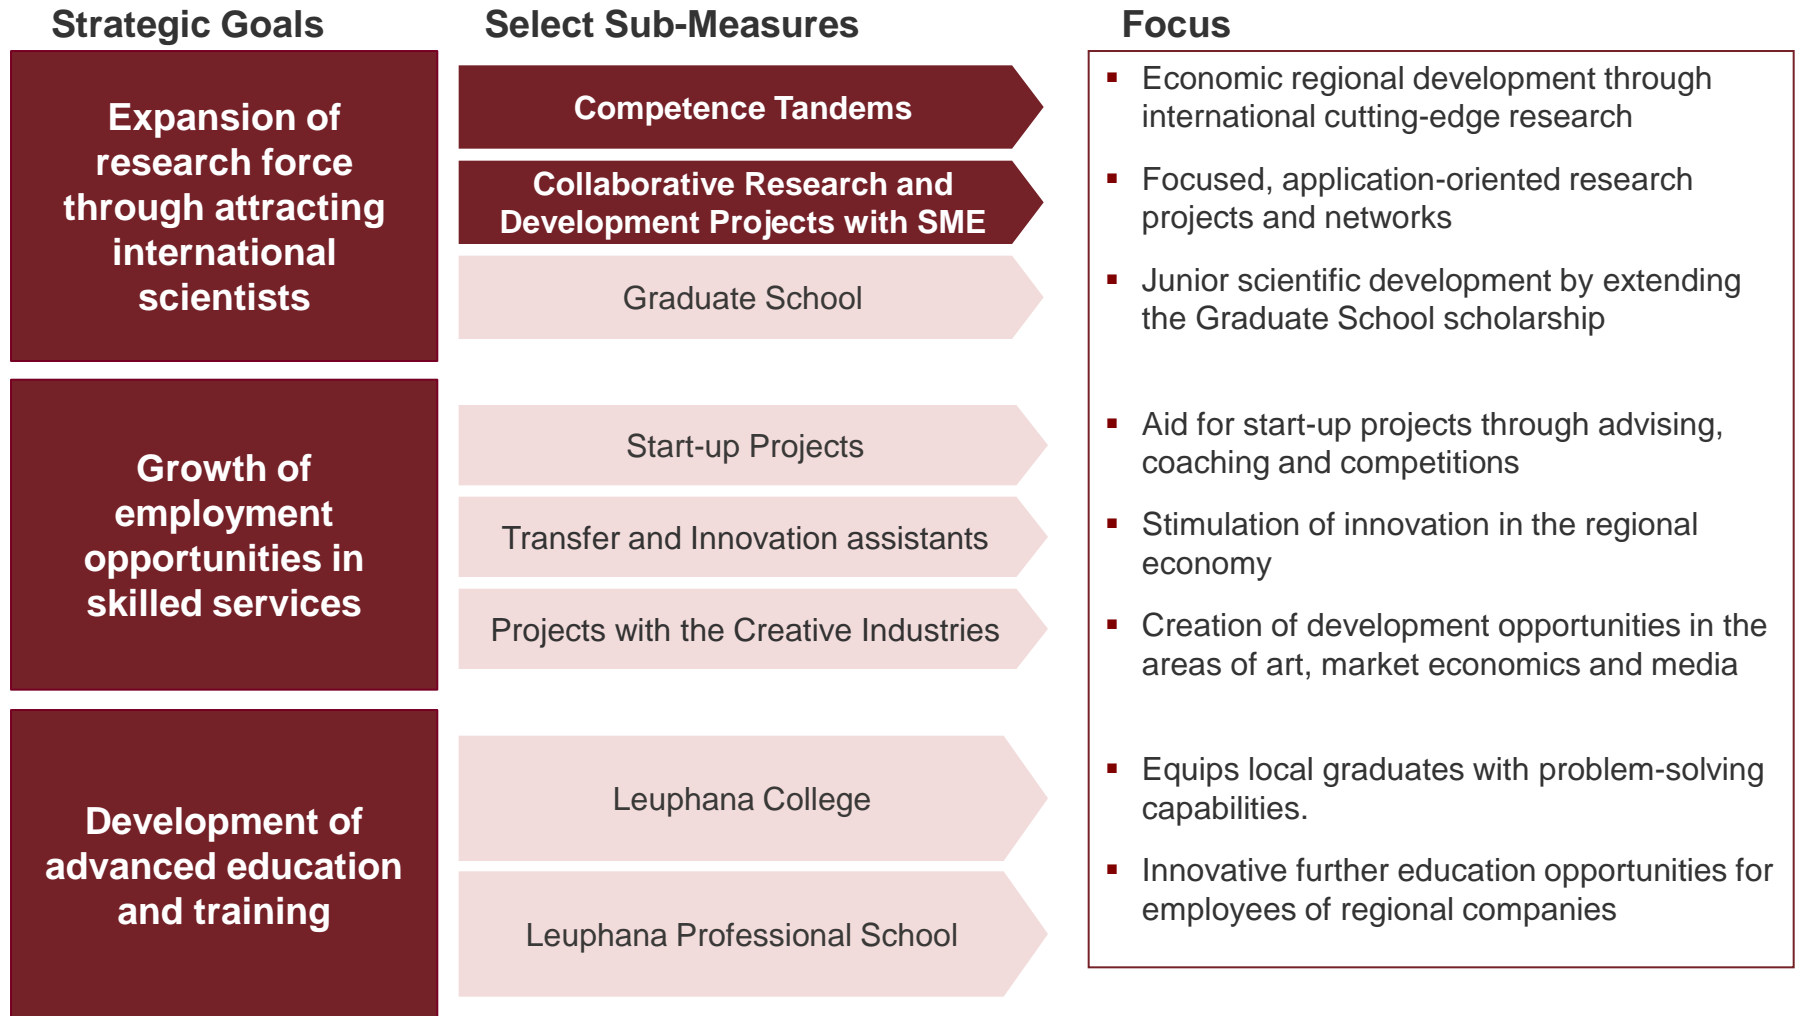 Strategic Goals
Select Sub-Measures
Focus
Expansion of
research force
through attracting
international
scientists
Competence Tandems
Collaborative Research and
Development Projects with SME
Graduate School
▪ Economic regional development through
international cutting-edge research
▪ Focused, application-oriented research
projects and networks
▪ Junior scientific development by extending
the Graduate School scholarship
Growth of
employment
opportunities in
skilled services
Start-up Projects
Transfer and Innovation assistants
Projects with the Creative Industries
▪ Aid for start-up projects through advising,
coaching and competitions
▪ Stimulation of innovation in the regional
economy
▪ Creation of development opportunities in the
areas of art, market economics and media
Development of
advanced education
and training
Leuphana College
Leuphana Professional School
▪ Equips local graduates with problem-solving
capabilities.
▪ Innovative further education opportunities for
employees of regional companies